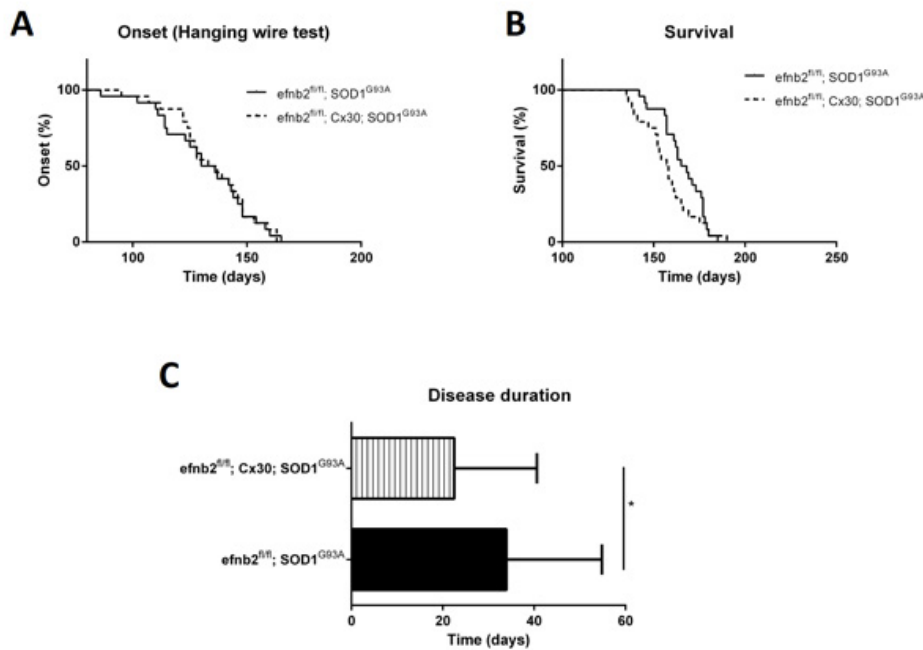 A
Onset (Hanging wire test)
Onset (%)
100
50
0
100
150
200
Time (days)
efnb2fl/fl; SOD1G93A
efnb2fl/fl; Cx30; SOD1G93A
B
Survival
Survival (%)
100
50
0
100
150
200
250
Time (days)
efnb2fl/fl; SOD1G93A
efnb2fl/fl; Cx30; SOD1G93A
C
Disease duration
efnb2fl/fl; Cx30; SOD1G93A
efnb2fl/fl; SOD1G93A
*
0
20
40
60
Time (days)